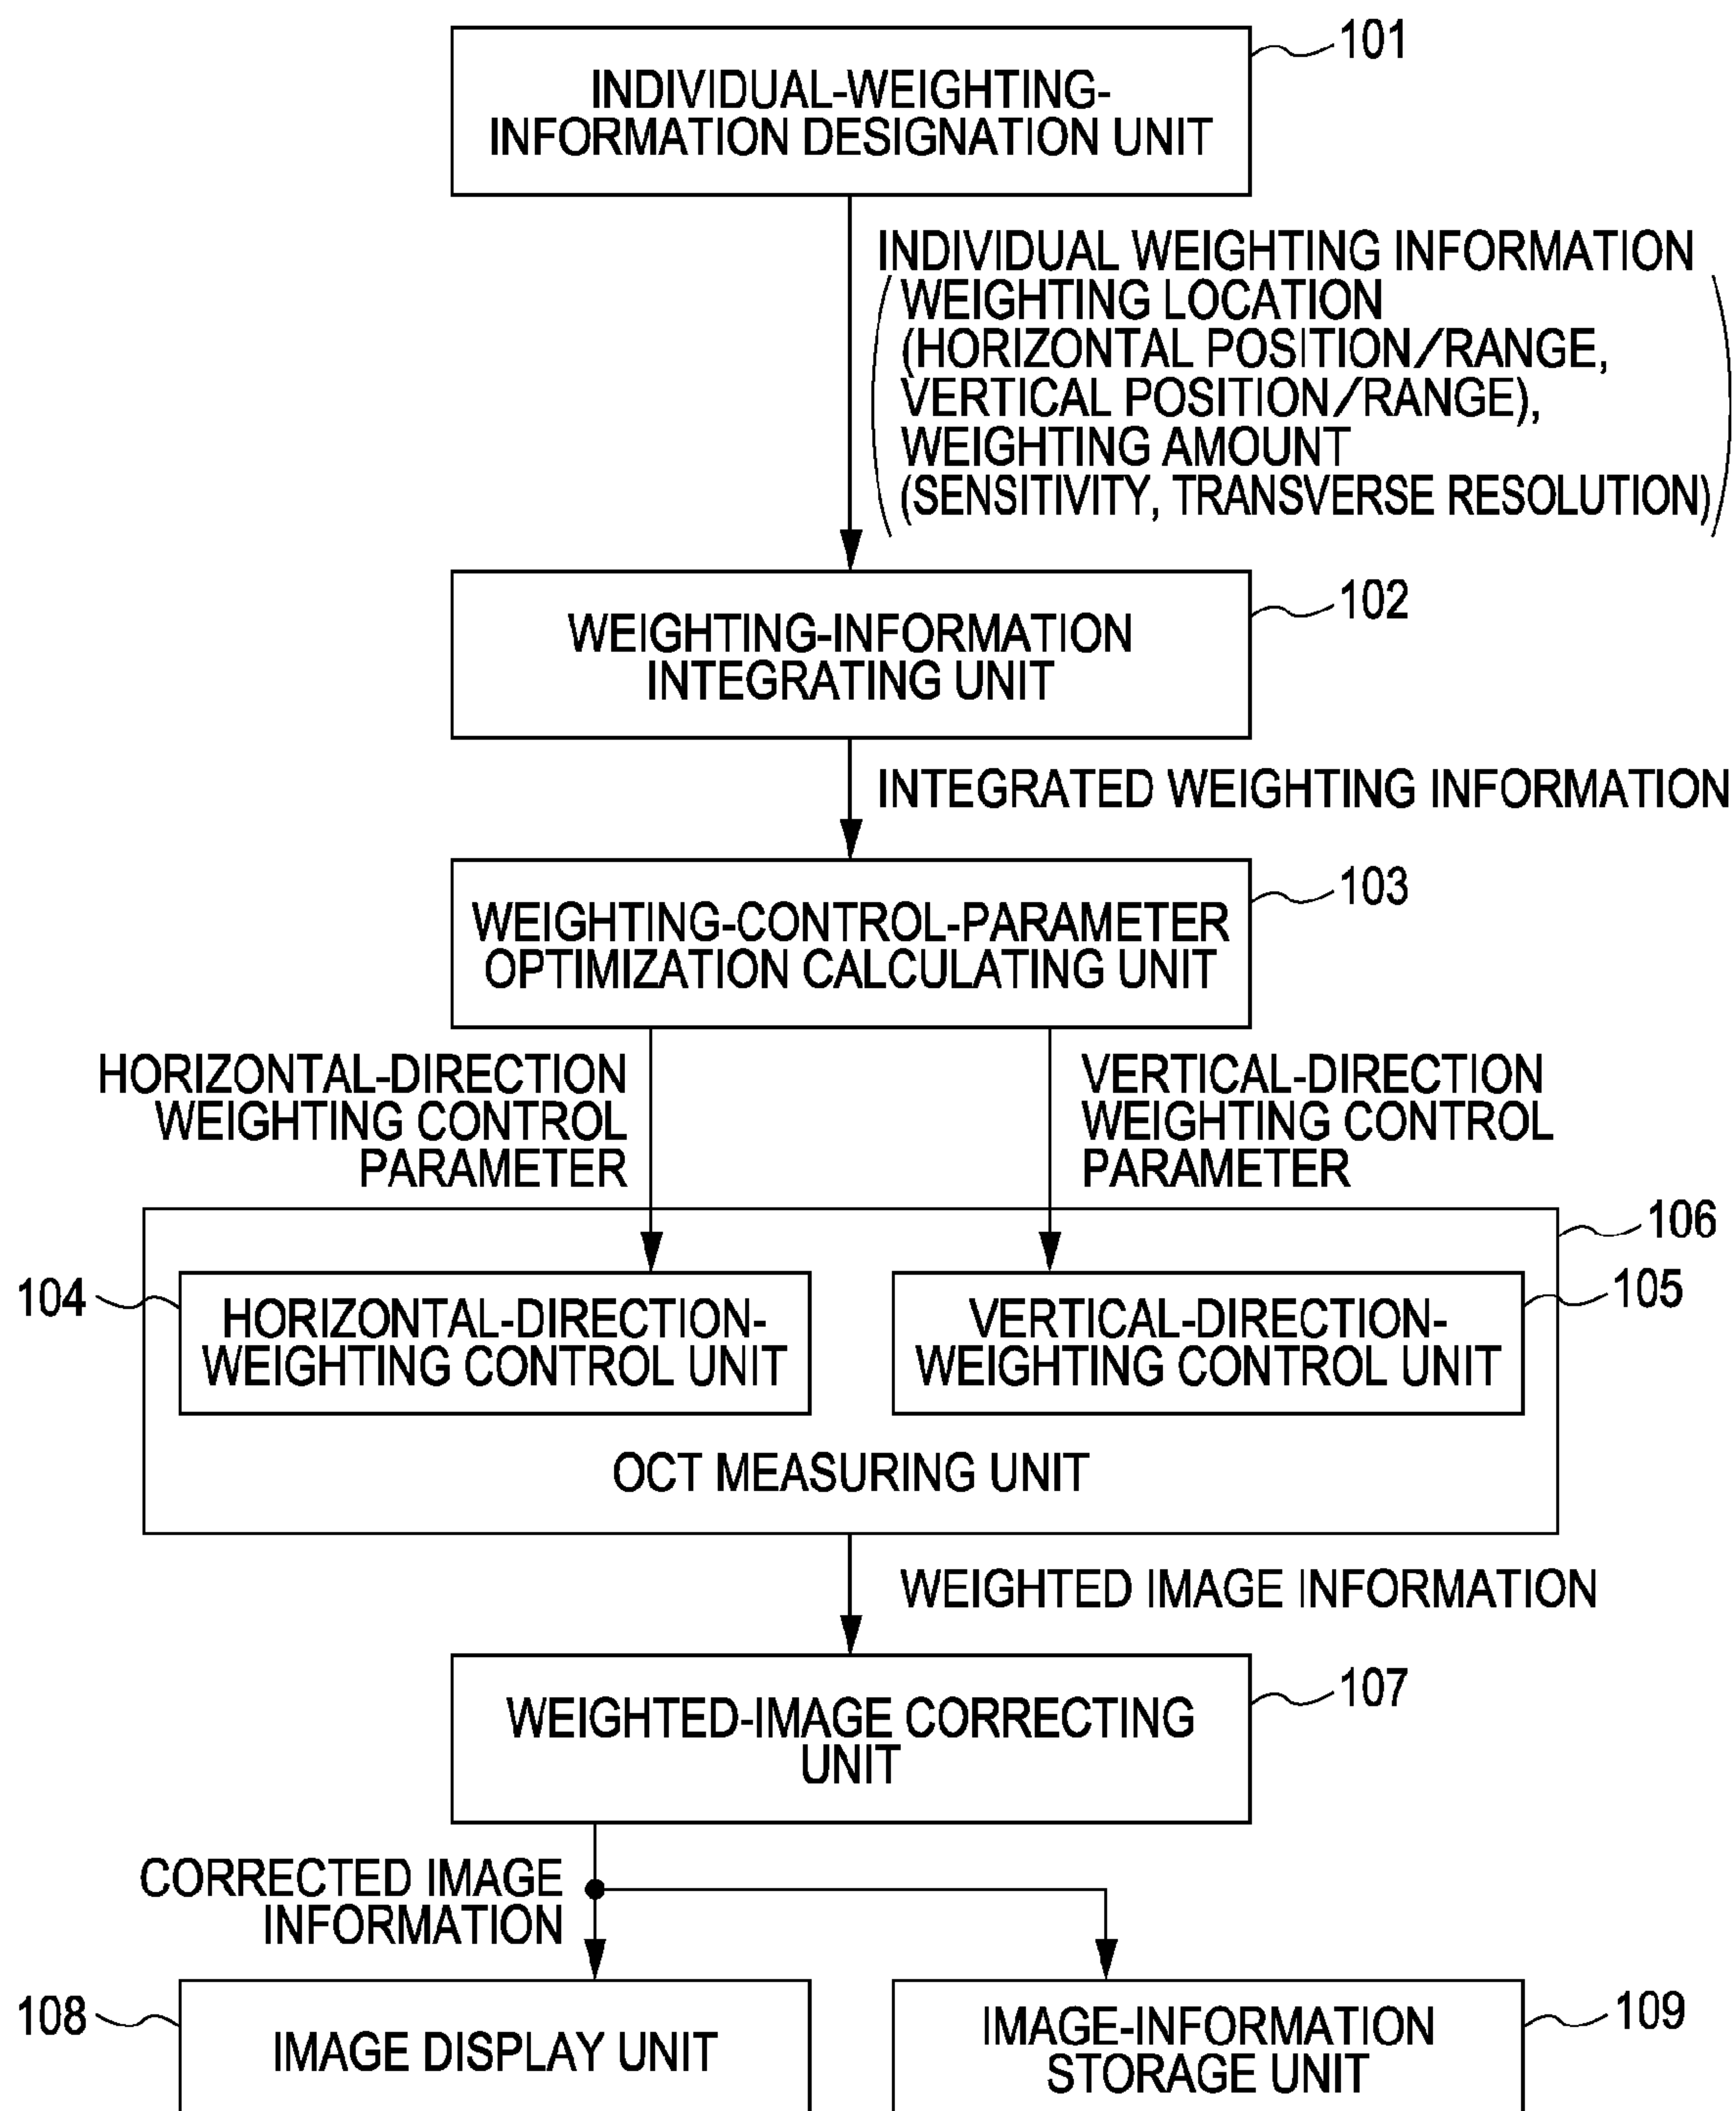 101
INDIVIDUAL-WEIGHTING-
INFORMATION DESIGNATION UNIT
INDIVIDUAL WEIGHTING INFORMATION
WEIGHTING LOCATION
(HORIZONTAL POSITION/RANGE,
VERTICAL POSITION/RANGE),
WEIGHTING AMOUNT
(SENSITIVITY, TRANSVERSE RESOLUTION)
102
WEIGHTING-INFORMATION
INTEGRATING UNIT
INTEGRATED WEIGHTING INFORMATION
103
WEIGHTING-CONTROL-PARAMETER
OPTIMIZATION CALCULATING UNIT
HORIZONTAL-DIRECTION
WEIGHTING CONTROL
PARAMETER
VERTICAL-DIRECTION
WEIGHTING CONTROL
PARAMETER
106
104
HORIZONTAL-DIRECTION-
WEIGHTING CONTROL UNIT
105
VERTICAL-DIRECTION-
WEIGHTING CONTROL UNIT
OCT MEASURING UNIT
WEIGHTED IMAGE INFORMATION
107
WEIGHTED-IMAGE CORRECTING
UNIT
CORRECTED IMAGE
INFORMATION
108
IMAGE DISPLAY UNIT
109
IMAGE-INFORMATION
STORAGE UNIT